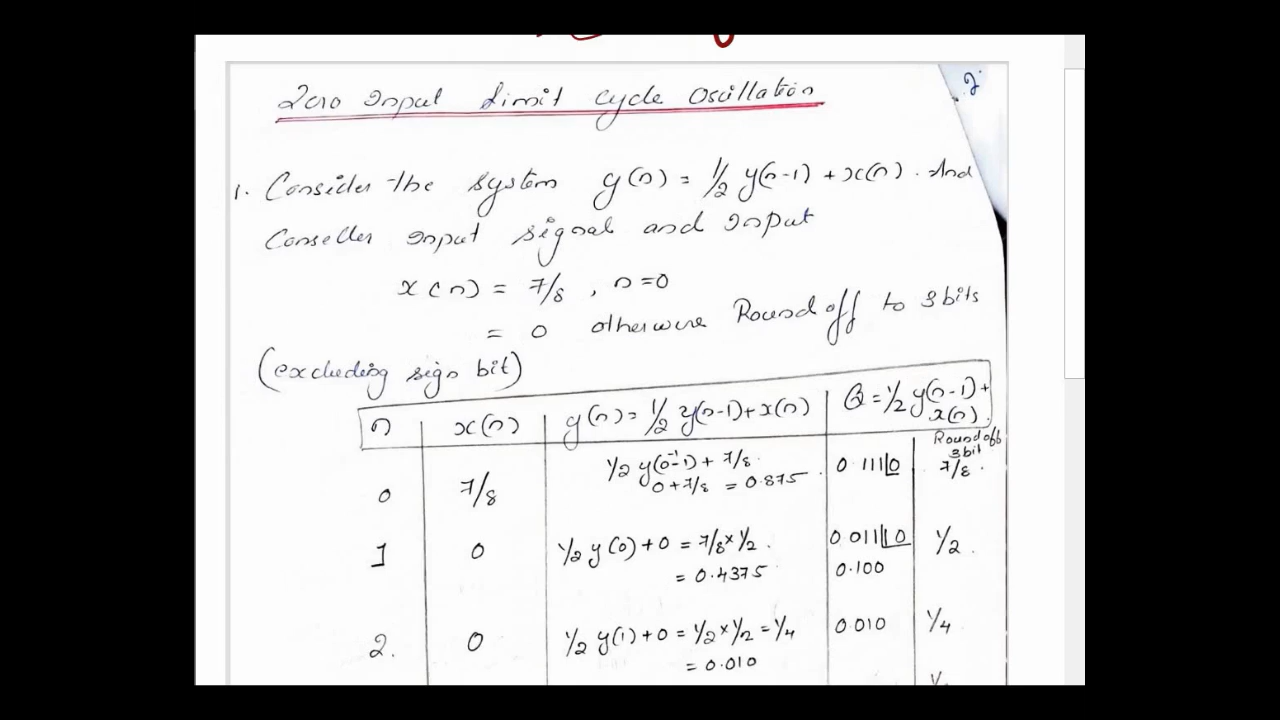 Zero Input Limit Cycle Oscillation
1. Consider the system y(n) = 1/2 y(n-1) + x(n). And
input signal and Input
x(n) = 7/8 , n=0
= 0 otherwise Round off to 3 bits
(excluding sign bit)
n x(n) y(n) = 1/2 y(n-1) + x(n) Q = 1/2 y(n-1) +
x(n).
Round off
3 bit
0 7/8 1/2 y(0-1) + 7/8. 0.111|0 7/8.
0 + 7/8 = 0.875
1 0 1/2 y(0) + 0 = 7/8 × 1/2. 0.011|10 1/2.
= 0.4375 0.100
2. 0 1/2 y(1) + 0 = 1/2 × 1/2 = 1/4 0.010 1/4
= 0.010